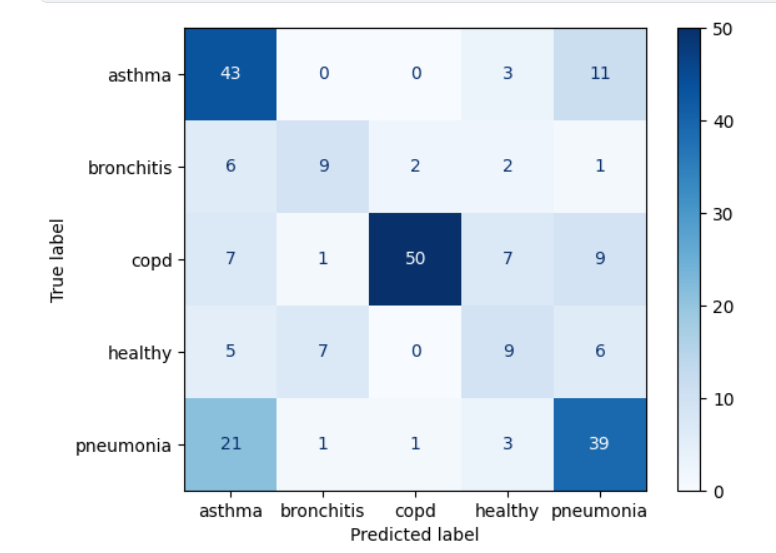 50
asthma 43 0 0 3 11
40
bronchitis 6 9 2 2 1
30
True label
copd 7 1 50 7 9
20
healthy 5 7 0 9 6
10
pneumonia 21 1 1 3 39
0
asthma bronchitis copd healthy pneumonia
Predicted label